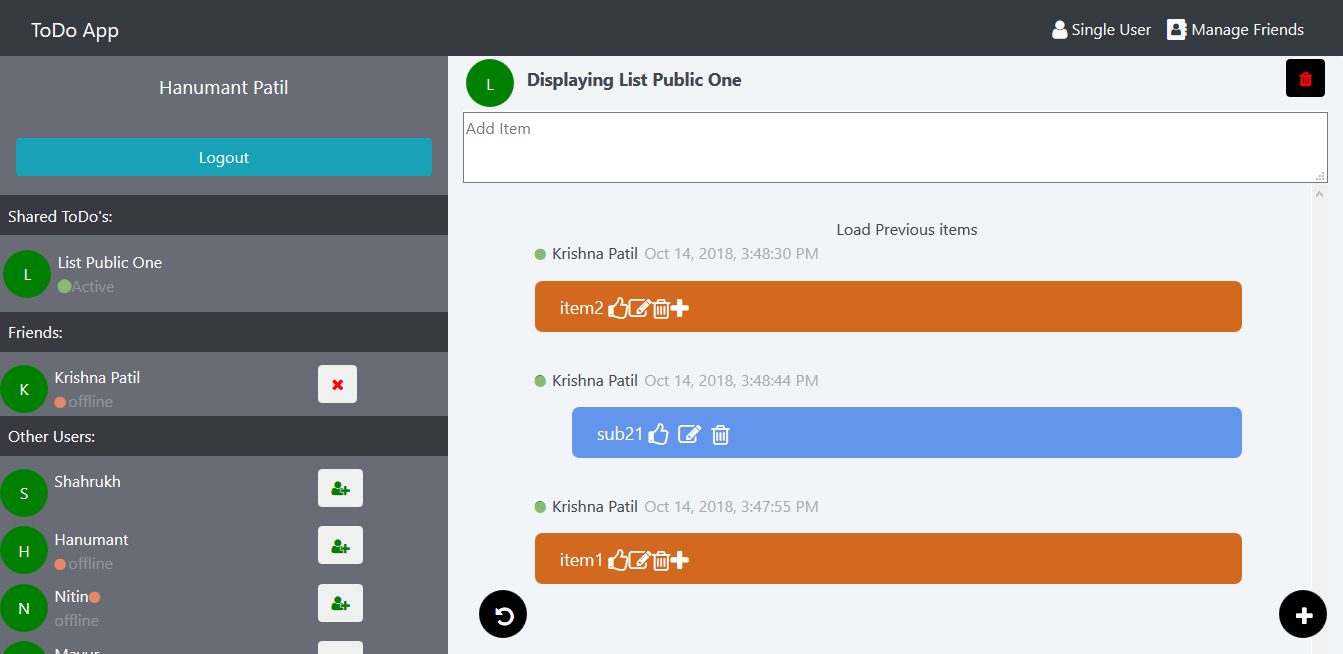 ToDo App
Single User
Manage Friends
Hanumant Patil
Logout
Shared ToDo's:
L
List Public One
Active
Friends:
K
Krishna Patil
offline
Other Users:
S
Shahrukh
H
Hanumant
offline
N
Nitin
offline
Mayur
L
Displaying List Public One
Add Item
Load Previous items
Krishna Patil Oct 14, 2018, 3:48:30 PM
item2
Krishna Patil Oct 14, 2018, 3:48:44 PM
sub21
Krishna Patil Oct 14, 2018, 3:47:55 PM
item1